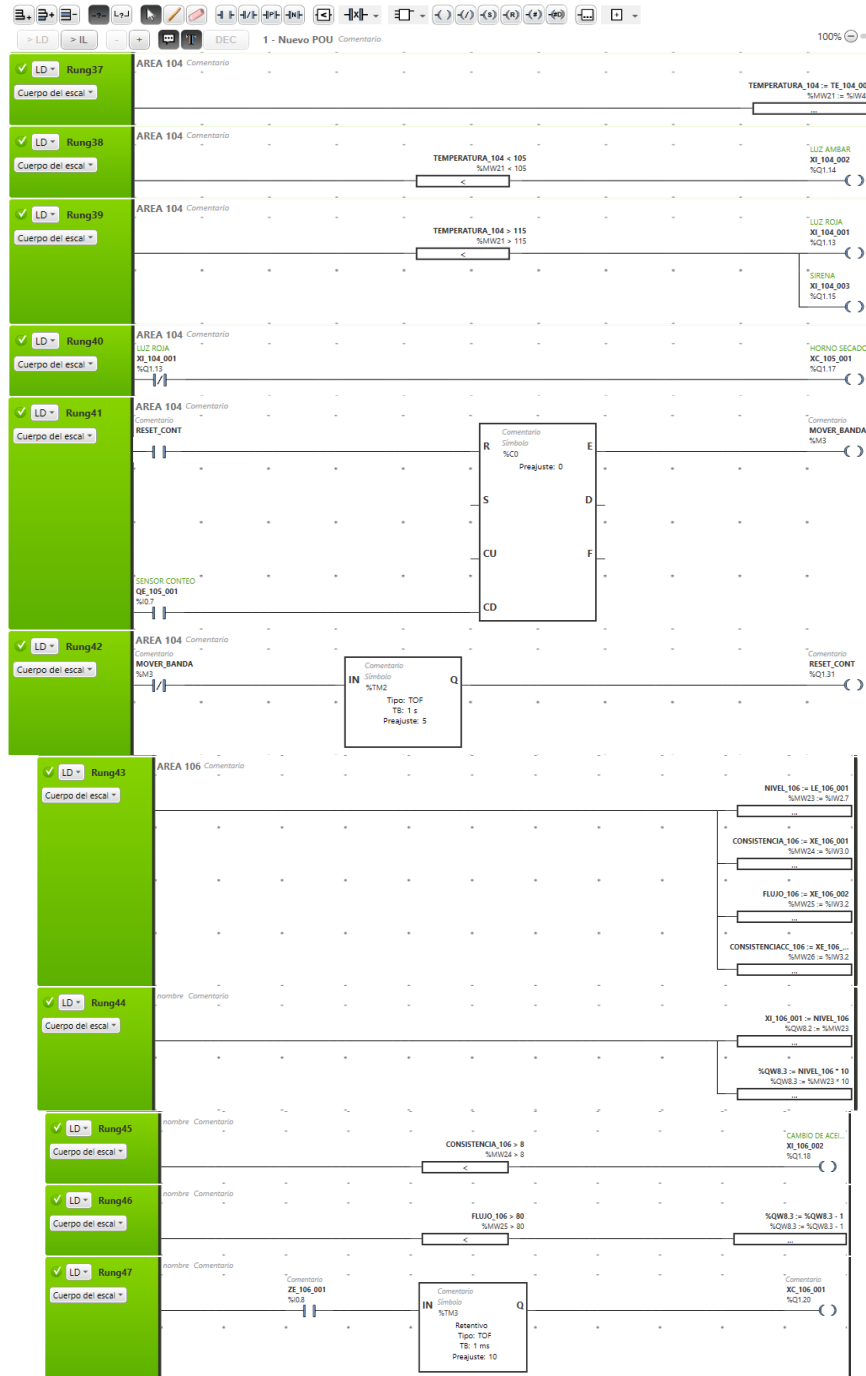 > LD > IL - + DEC 1 - Nuevo POU Comentario 100%
LD Rung37 AREA 104 Comentario
Cuerpo del escal
TEMPERATURA_104 := TE_104_00
%MW21 := %IW4
...
LD Rung38 AREA 104 Comentario
Cuerpo del escal
TEMPERATURA_104 < 105
%MW21 < 105
<
LUZ AMBAR
XI_104_002
%Q1.14
LD Rung39 AREA 104 Comentario
Cuerpo del escal
TEMPERATURA_104 > 115
%MW21 > 115
<
LUZ ROJA
XI_104_001
%Q1.13
SIRENA
XI_104_003
%Q1.15
LD Rung40 AREA 104 Comentario
Cuerpo del escal
LUZ ROJA
XI_104_001
%Q1.13
HORNO SECADO
XC_105_001
%Q1.17
LD Rung41 AREA 104 Comentario
Cuerpo del escal
Comentario
RESET_CONT
Comentario
Símbolo
%C0
Preajuste: 0
R E
S D
CU F
CD
Comentario
MOVER_BANDA
%M3
SENSOR CONTEO
QE_105_001
%I0.7
LD Rung42 AREA 104 Comentario
Cuerpo del escal
Comentario
MOVER_BANDA
%M3
Comentario
IN Símbolo Q
%TM2
Tipo: TOF
TB: 1 s
Preajuste: 5
Comentario
RESET_CONT
%Q1.31
LD Rung43 AREA 106 Comentario
Cuerpo del escal
NIVEL_106 := LE_106_001
%MW23 := %IW2.7
...
CONSISTENCIA_106 := XE_106_001
%MW24 := %IW3.0
...
FLUJO_106 := XE_106_002
%MW25 := %IW3.2
...
CONSISTENCIACC_106 := XE_106_...
%MW26 := %IW3.2
...
LD Rung44 nombre Comentario
Cuerpo del escal
XI_106_001 := NIVEL_106
%QW8.2 := %MW23
...
%QW8.3 := NIVEL_106 * 10
%QW8.3 := %MW23 * 10
...
LD Rung45 nombre Comentario
Cuerpo del escal
CONSISTENCIA_106 > 8
%MW24 > 8
<
CAMBIO DE ACEI...
XI_106_002
%Q1.18
LD Rung46 nombre Comentario
Cuerpo del escal
FLUJO_106 > 80
%MW25 > 80
<
%QW8.3 := %QW8.3 - 1
%QW8.3 := %QW8.3 - 1
...
LD Rung47 nombre Comentario
Cuerpo del escal
Comentario
ZE_106_001
%I0.8
Comentario
IN Símbolo Q
%TM3
Retentivo
Tipo: TOF
TB: 1 ms
Preajuste: 10
Comentario
XC_106_001
%Q1.20